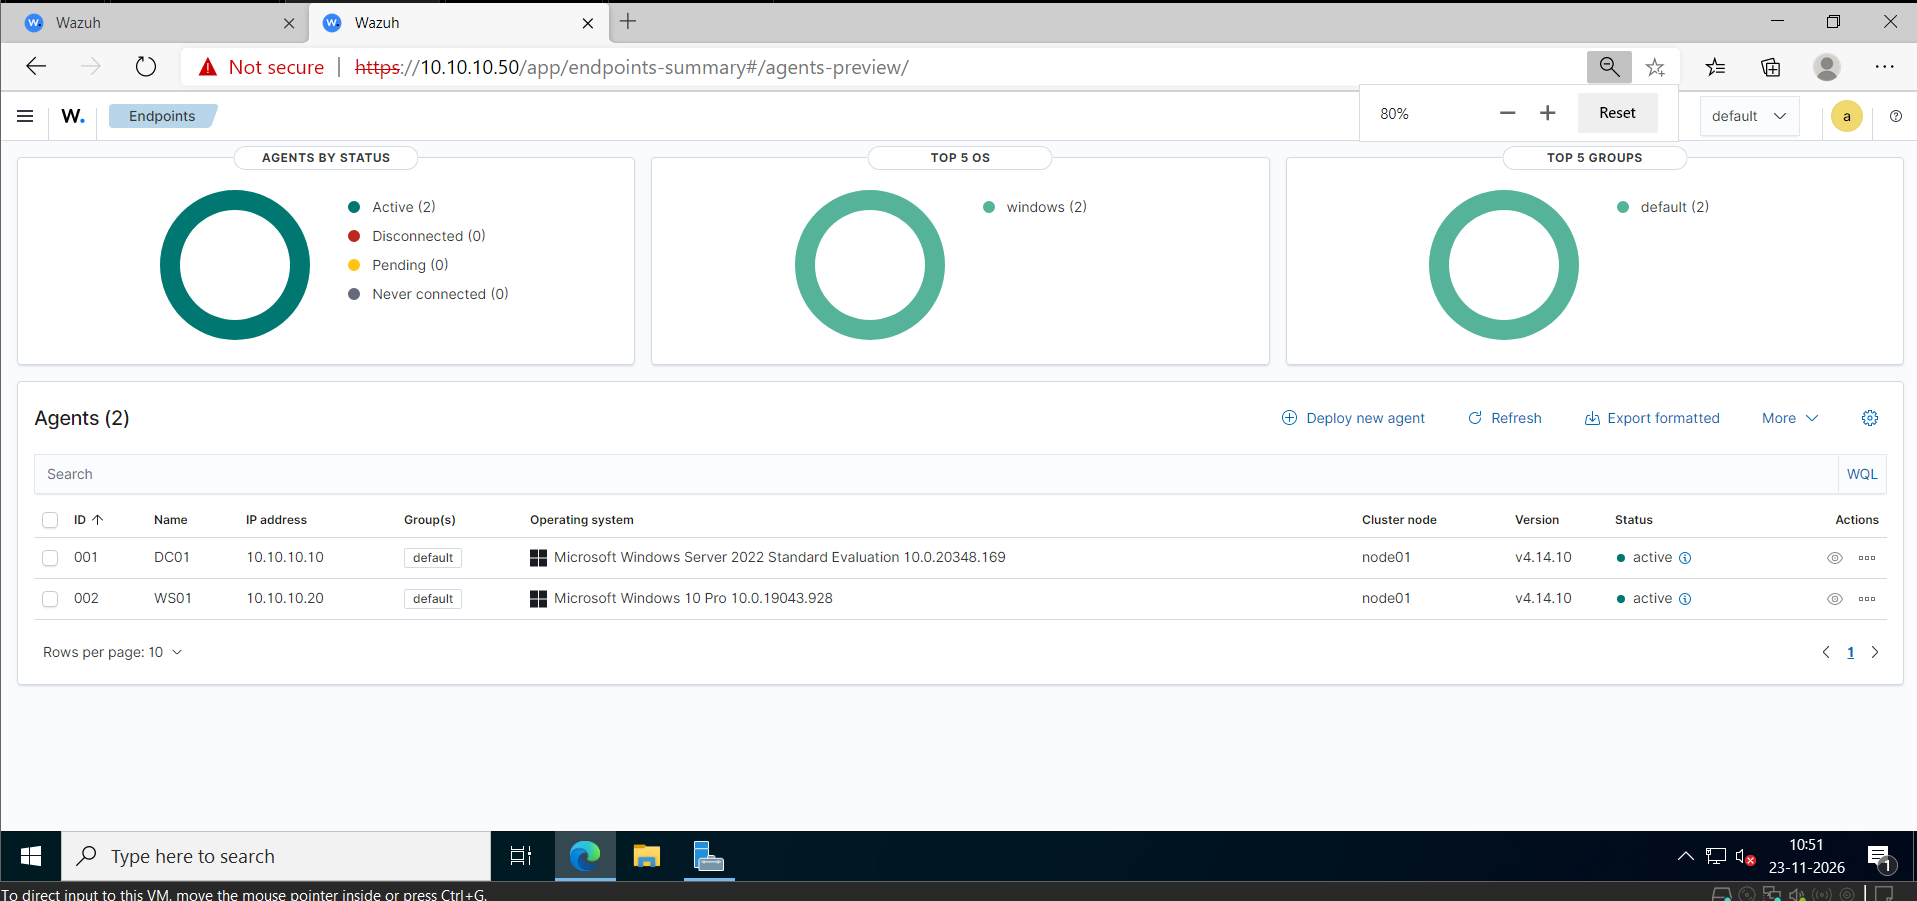 Wazuh
Wazuh
Not secure | https://10.10.10.50/app/endpoints-summary#/agents-preview/
W. Endpoints
80% Reset
default a
AGENTS BY STATUS
Active (2)
Disconnected (0)
Pending (0)
Never connected (0)
TOP 5 OS
windows (2)
TOP 5 GROUPS
default (2)
Agents (2)
Deploy new agent Refresh Export formatted More
Search WQL
ID Name IP address Group(s) Operating system Cluster node Version Status Actions
001 DC01 10.10.10.10 default Microsoft Windows Server 2022 Standard Evaluation 10.0.20348.169 node01 v4.14.10 active
002 WS01 10.10.10.20 default Microsoft Windows 10 Pro 10.0.19043.928 node01 v4.14.10 active
Rows per page: 10 1
Type here to search
10:51
23-11-2026
1
To direct input to this VM, move the mouse pointer inside or press Ctrl+G.